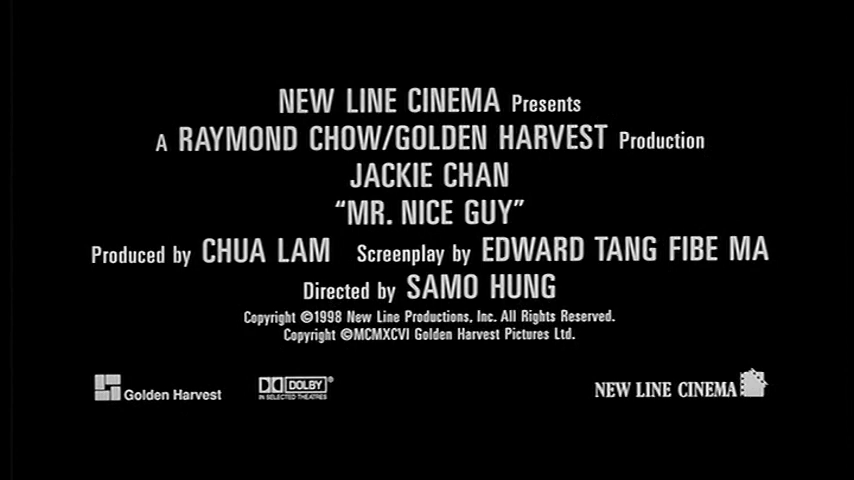 NEW LINE CINEMA Presents
A RAYMOND CHOW/GOLDEN HARVEST Production
JACKIE CHAN
“MR. NICE GUY”
Produced by CHUA LAM Screenplay by EDWARD TANG FIBE MA
Directed by SAMO HUNG
Copyright ©1998 New Line Productions, Inc. All Rights Reserved.
Copyright ©MCMXCVI Golden Harvest Pictures Ltd.
Golden Harvest DOLBY® NEW LINE CINEMA
IN SELECTED THEATRES